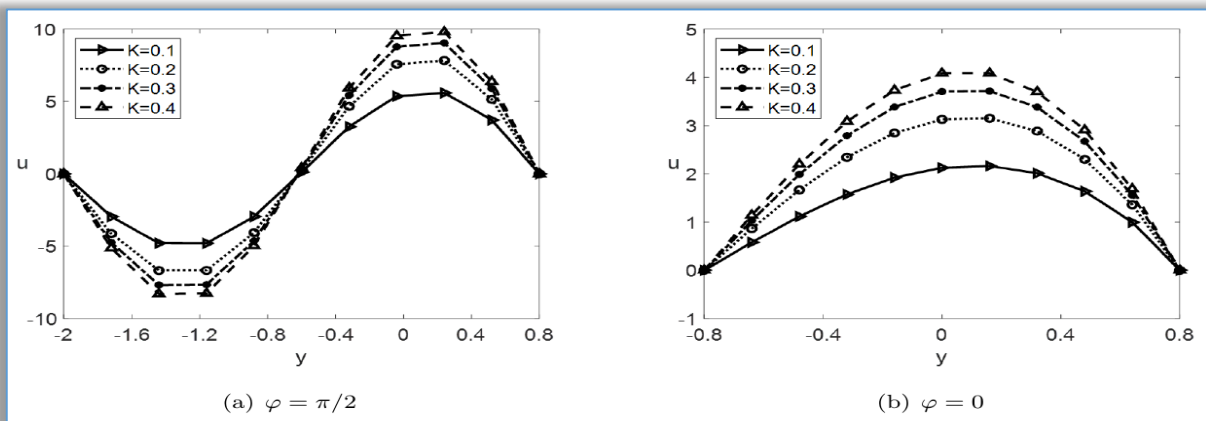 10
5
0
-5
-10
u
K=0.1
K=0.2
K=0.3
K=0.4
-2 -1.6 -1.2 -0.8 -0.4 0 0.4 0.8
y
(a) φ = π/2
5
4
3
2
1
0
-1
u
K=0.1
K=0.2
K=0.3
K=0.4
-0.8 -0.4 0 0.4 0.8
y
(b) φ = 0